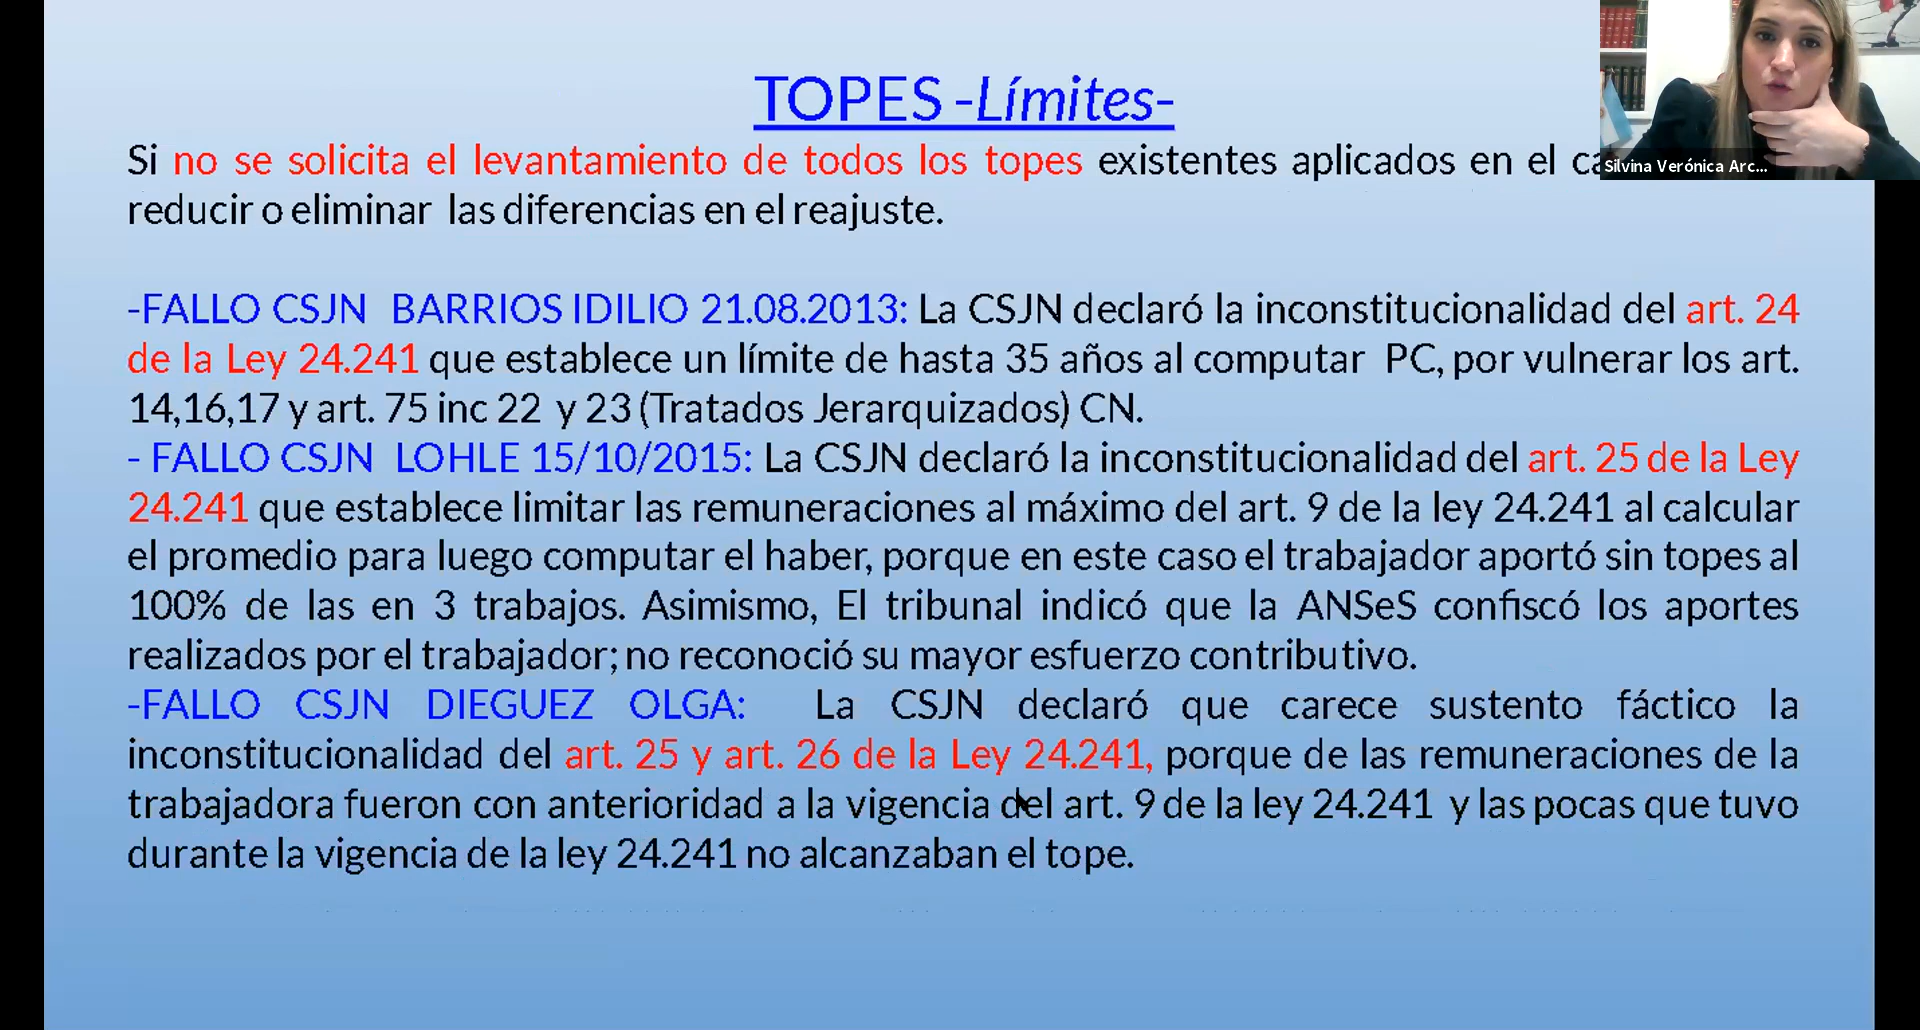 TOPES -Límites-
Si no se solicita el levantamiento de todos los topes existentes aplicados en el
Silvina Verónica Arc...
reducir o eliminar las diferencias en el reajuste.
-FALLO CSJN BARRIOS IDILIO 21.08.2013: La CSJN declaró la inconstitucionalidad del art. 24
de la Ley 24.241 que establece un límite de hasta 35 años al computar PC, por vulnerar los art.
14,16,17 y art. 75 inc 22 y 23 (Tratados Jerarquizados) CN.
- FALLO CSJN LOHLE 15/10/2015: La CSJN declaró la inconstitucionalidad del art. 25 de la Ley
24.241 que establece limitar las remuneraciones al máximo del art. 9 de la ley 24.241 al calcular
el promedio para luego computar el haber, porque en este caso el trabajador aportó sin topes al
100% de las en 3 trabajos. Asimismo, El tribunal indicó que la ANSeS confiscó los aportes
realizados por el trabajador; no reconoció su mayor esfuerzo contributivo.
-FALLO CSJN DIEGUEZ OLGA: La CSJN declaró que carece sustento fáctico la
inconstitucionalidad del art. 25 y art. 26 de la Ley 24.241, porque de las remuneraciones de la
trabajadora fueron con anterioridad a la vigencia del art. 9 de la ley 24.241 y las pocas que tuvo
durante la vigencia de la ley 24.241 no alcanzaban el tope.